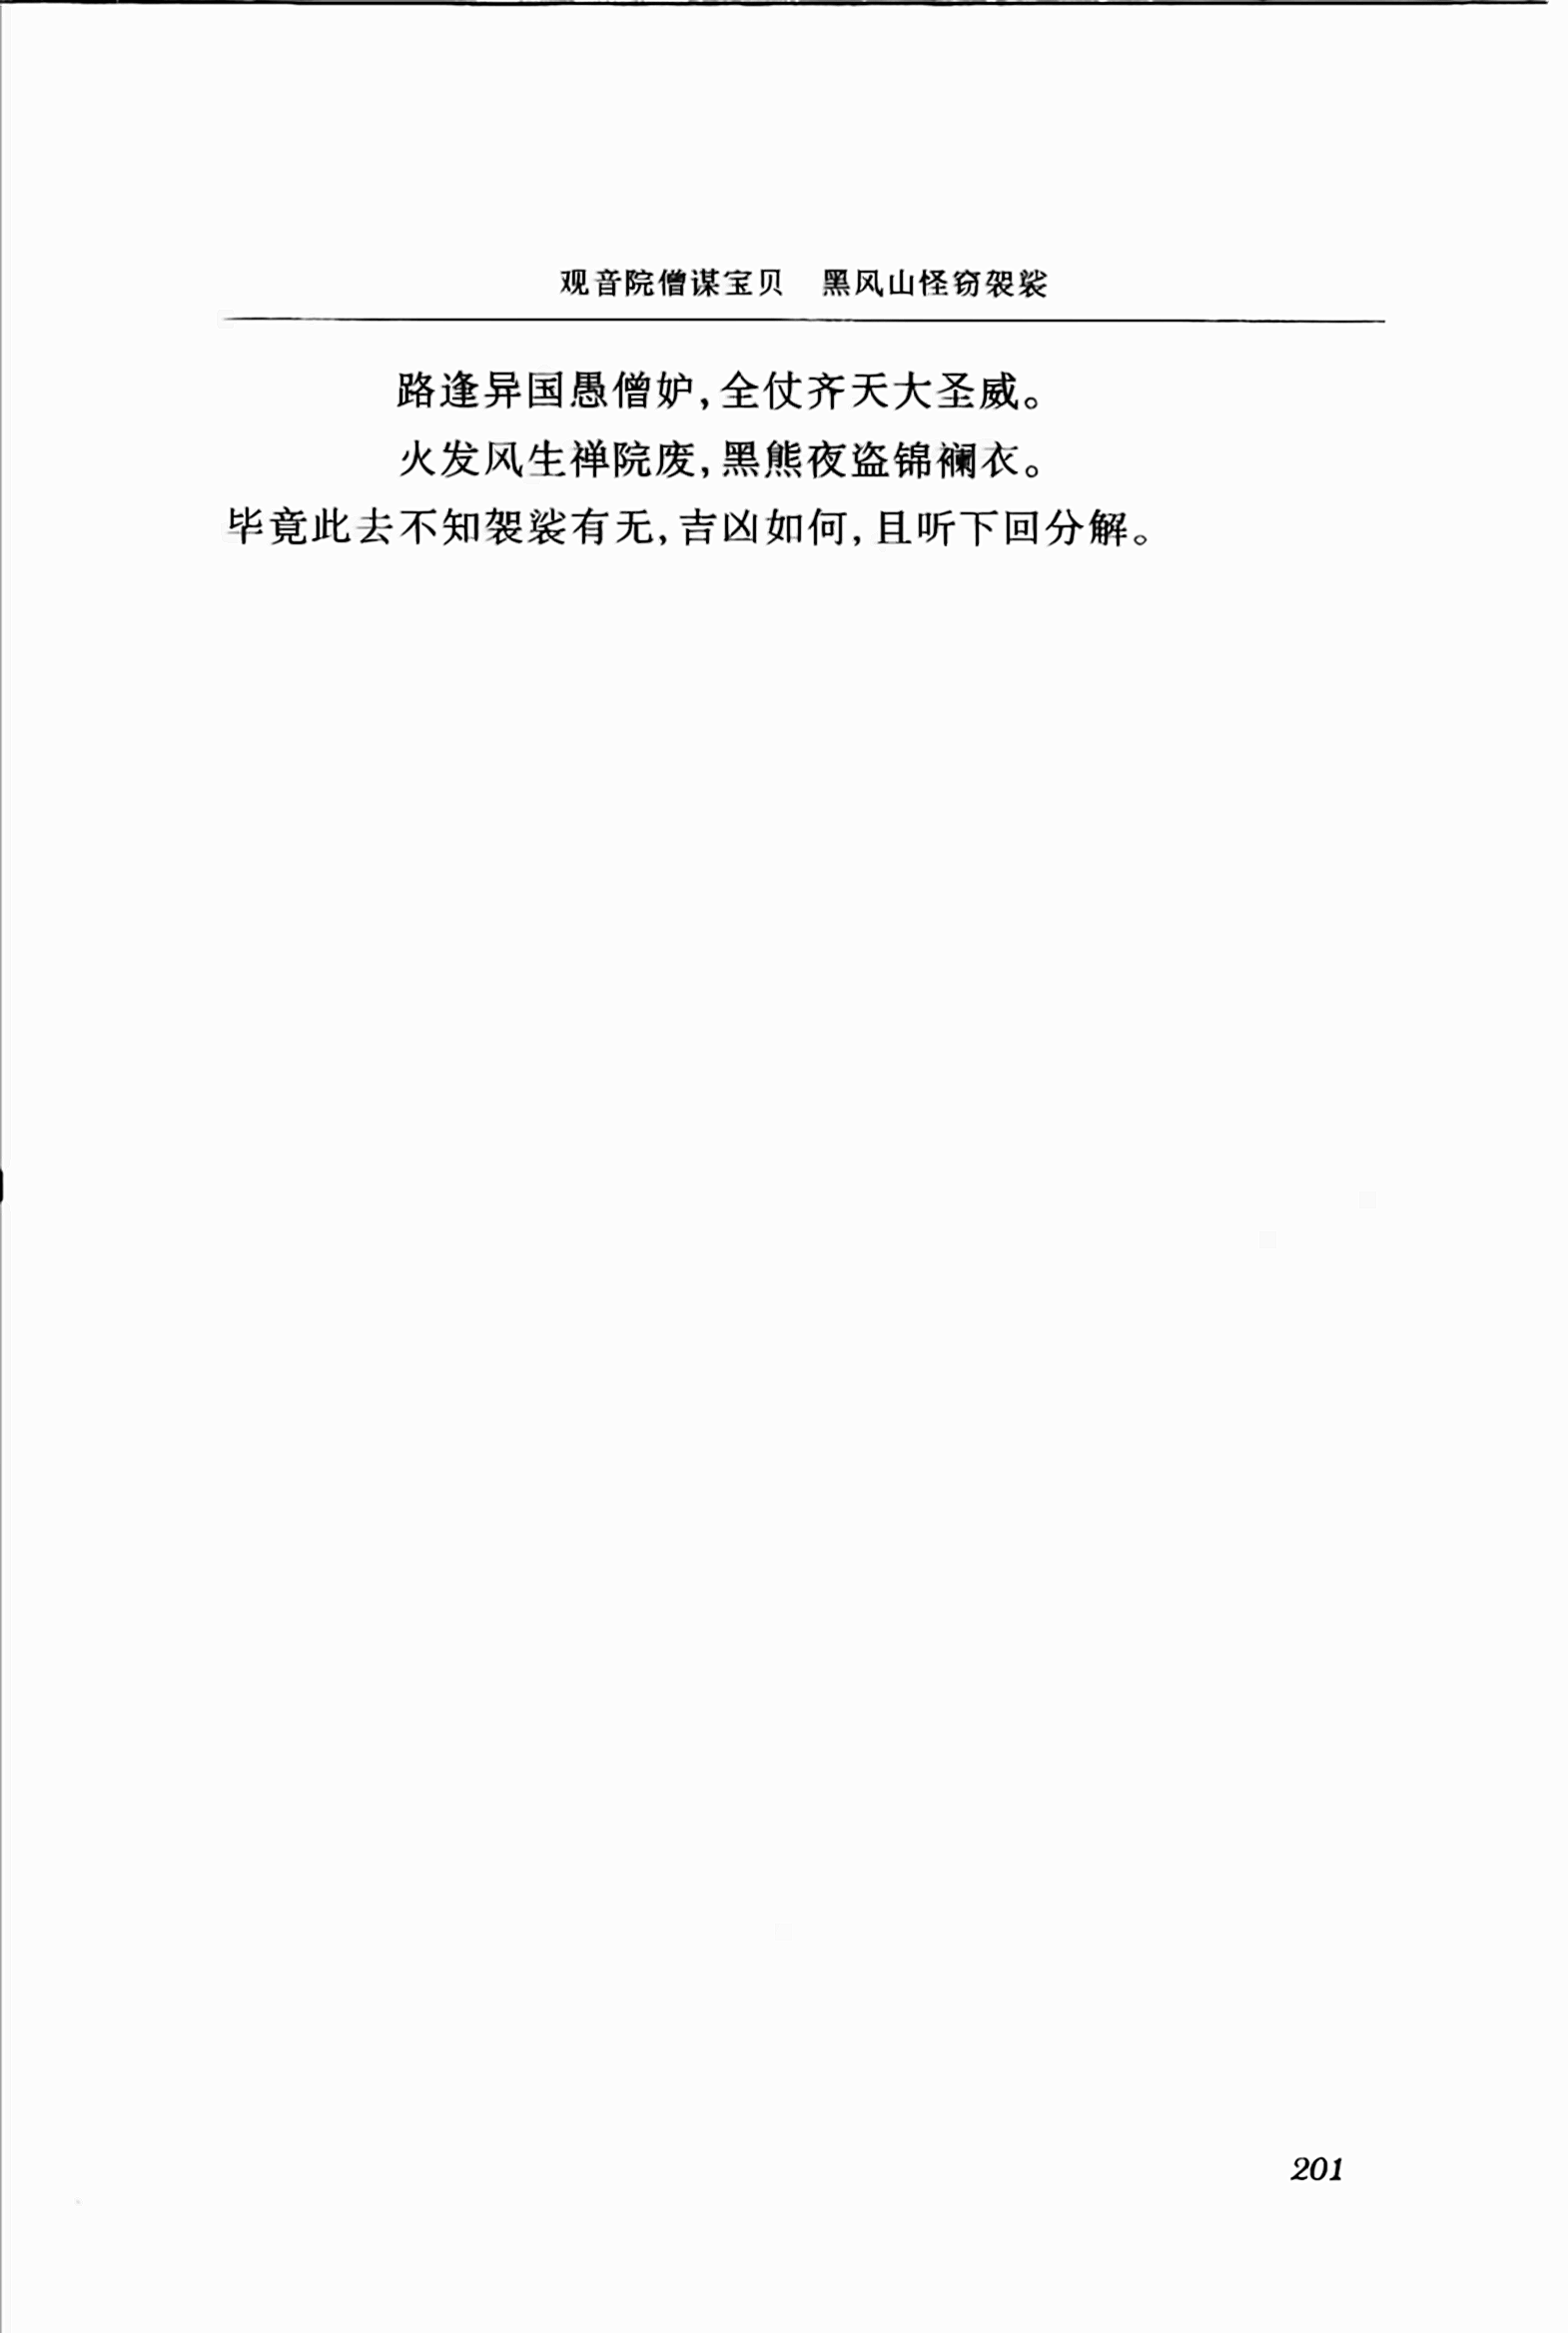 观音院僧谋宝贝　黑风山怪窃袈裟
路逢异国愚僧妒,全仗齐天大圣威。
火发风生禅院废,黑熊夜盗锦襕衣。
毕竟此去不知袈裟有无,吉凶如何,且听下回分解。
201